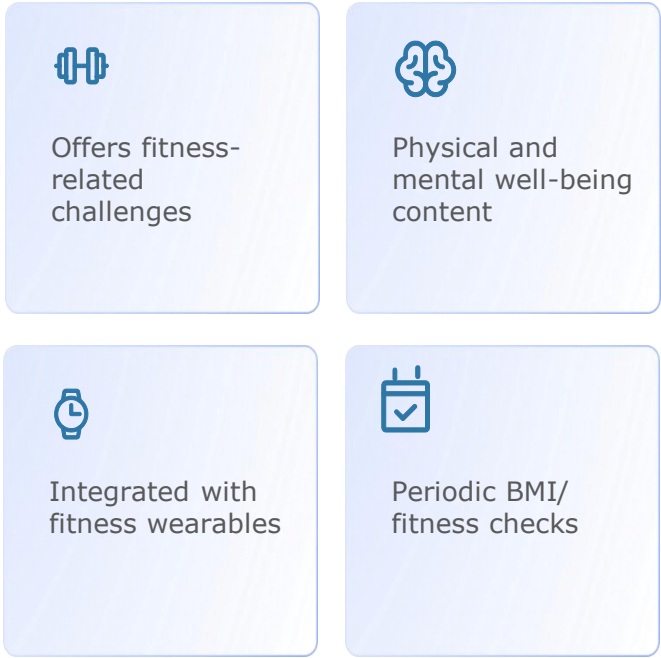 Offers fitness-
related
challenges
Physical and
mental well-being
content
Integrated with
fitness wearables
Periodic BMI/
fitness checks